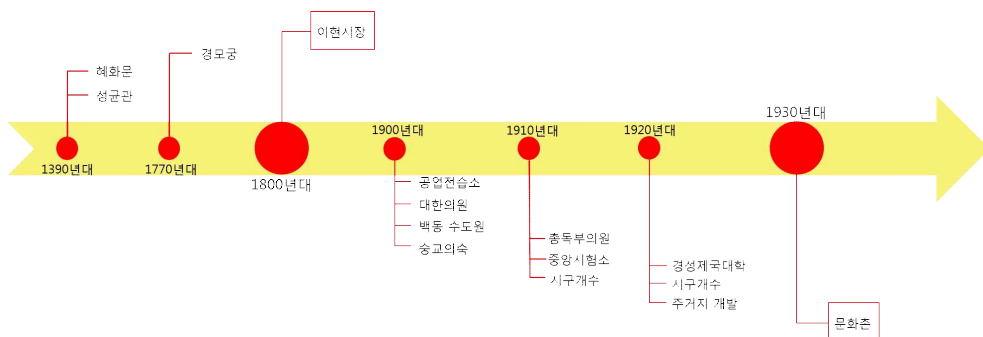 이현시장
경모궁
혜화문
성균관
1390년대
1770년대
1800년대
1900년대
1910년대
1920년대
1930년대
공업전습소
대한의원
백동 수도원
숭교의숙
총독부의원
중앙시험소
시구개수
경성제국대학
시구개수
주거지 개발
문화촌